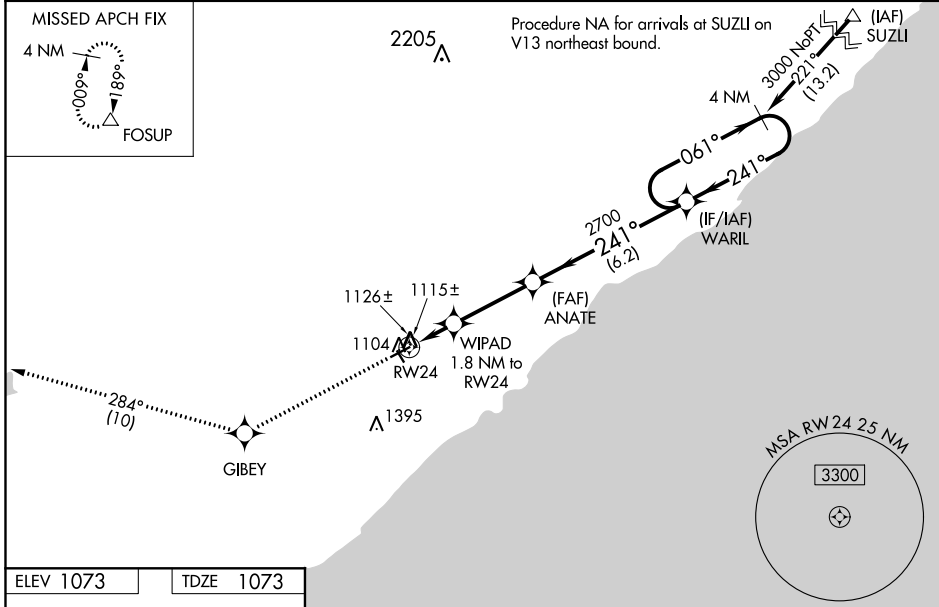 MISSED APCH FIX
4 NM
009°
189°
FOSUP
2205
Procedure NA for arrivals at SUZLI on
V13 northeast bound.
(IAF)
SUZLI
3000 NoPT
221°
(13.2)
4 NM
061°
241°
(IF/IAF)
WARIL
2700
241°
(6.2)
(FAF)
ANATE
1126±
1115±
1104
WIPAD
1.8 NM to
RW24
RW24
1395
284°
(10)
GIBEY
MSA RW24 25 NM
3300
ELEV 1073
TDZE 1073